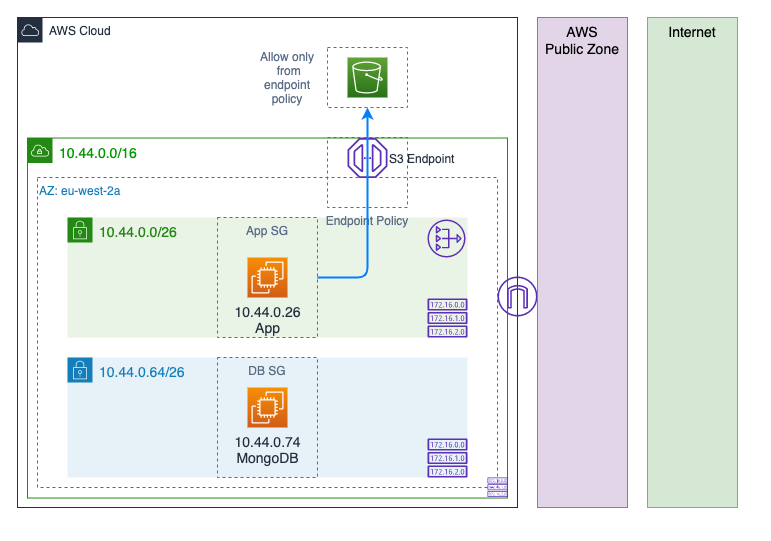 AWS Cloud
AWS
Public Zone
Internet
Allow only
from
endpoint
policy
10.44.0.0/16
S3 Endpoint
AZ: eu-west-2a
Endpoint Policy
10.44.0.0/26
App SG
10.44.0.26
App
172.16.0.0
172.16.1.0
172.16.2.0
10.44.0.64/26
DB SG
10.44.0.74
MongoDB
172.16.0.0
172.16.1.0
172.16.2.0